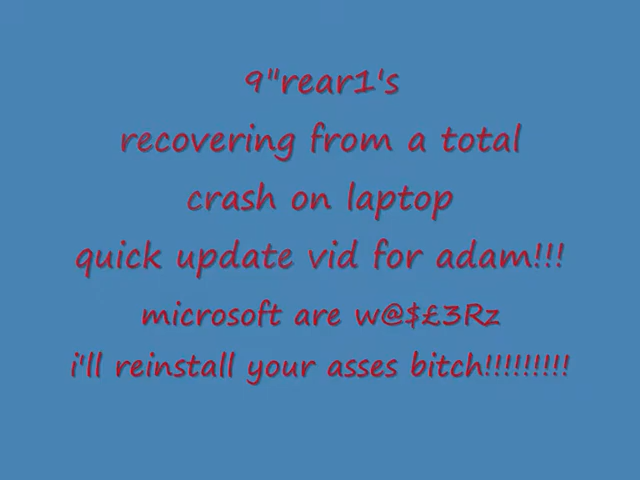 9"rear1's
recovering from a total
crash on laptop
quick update vid for adam!!!
microsoft are w@$£3Rz
i'll reinstall your asses bitch!!!!!!!!!